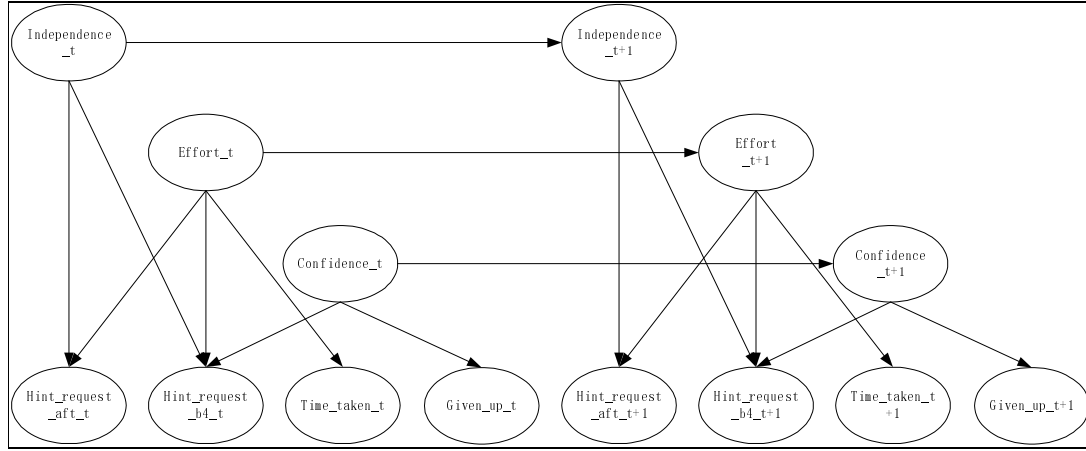 Independence
_t
Independence
_t+1
Effort_t
Effort
_t+1
Confidence_t
Confidence
_t+1
Hint_request
_aft_t
Hint_request
_b4_t
Time_taken_t
Given_up_t
Hint_request
_aft_t+1
Hint_request
_b4_t+1
Time_taken_t
+1
Given_up_t+1